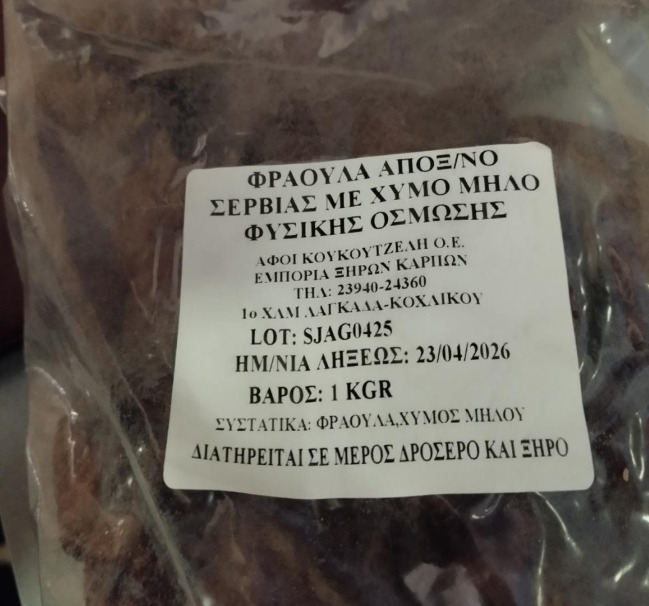 ΦΡΑΟΥΛΑ ΑΠΟΞ/ΝΟ
ΣΕΡΒΙΑΣ ΜΕ ΧΥΜΟ ΜΗΛΟ
ΦΥΣΙΚΗΣ ΟΣΜΩΣΗΣ
ΑΦΟΙ ΚΟΥΚΟΥΤΖΕΛΗ Ο.Ε.
ΕΜΠΟΡΙΑ ΞΗΡΩΝ ΚΑΡΠΩΝ
ΤΗΛ: 23940-24360
1ο ΧΛΜ ΛΑΓΚΑΔΑ-ΚΟΛΧΙΚΟΥ
LOT: SJAG0425
ΗΜ/ΝΙΑ ΛΗΞΕΩΣ: 23/04/2026
ΒΑΡΟΣ: 1 KGR
ΣΥΣΤΑΤΙΚΑ: ΦΡΑΟΥΛΑ,ΧΥΜΟΣ ΜΗΛΟΥ
ΔΙΑΤΗΡΕΙΤΑΙ ΣΕ ΜΕΡΟΣ ΔΡΟΣΕΡΟ ΚΑΙ ΞΗΡΟ